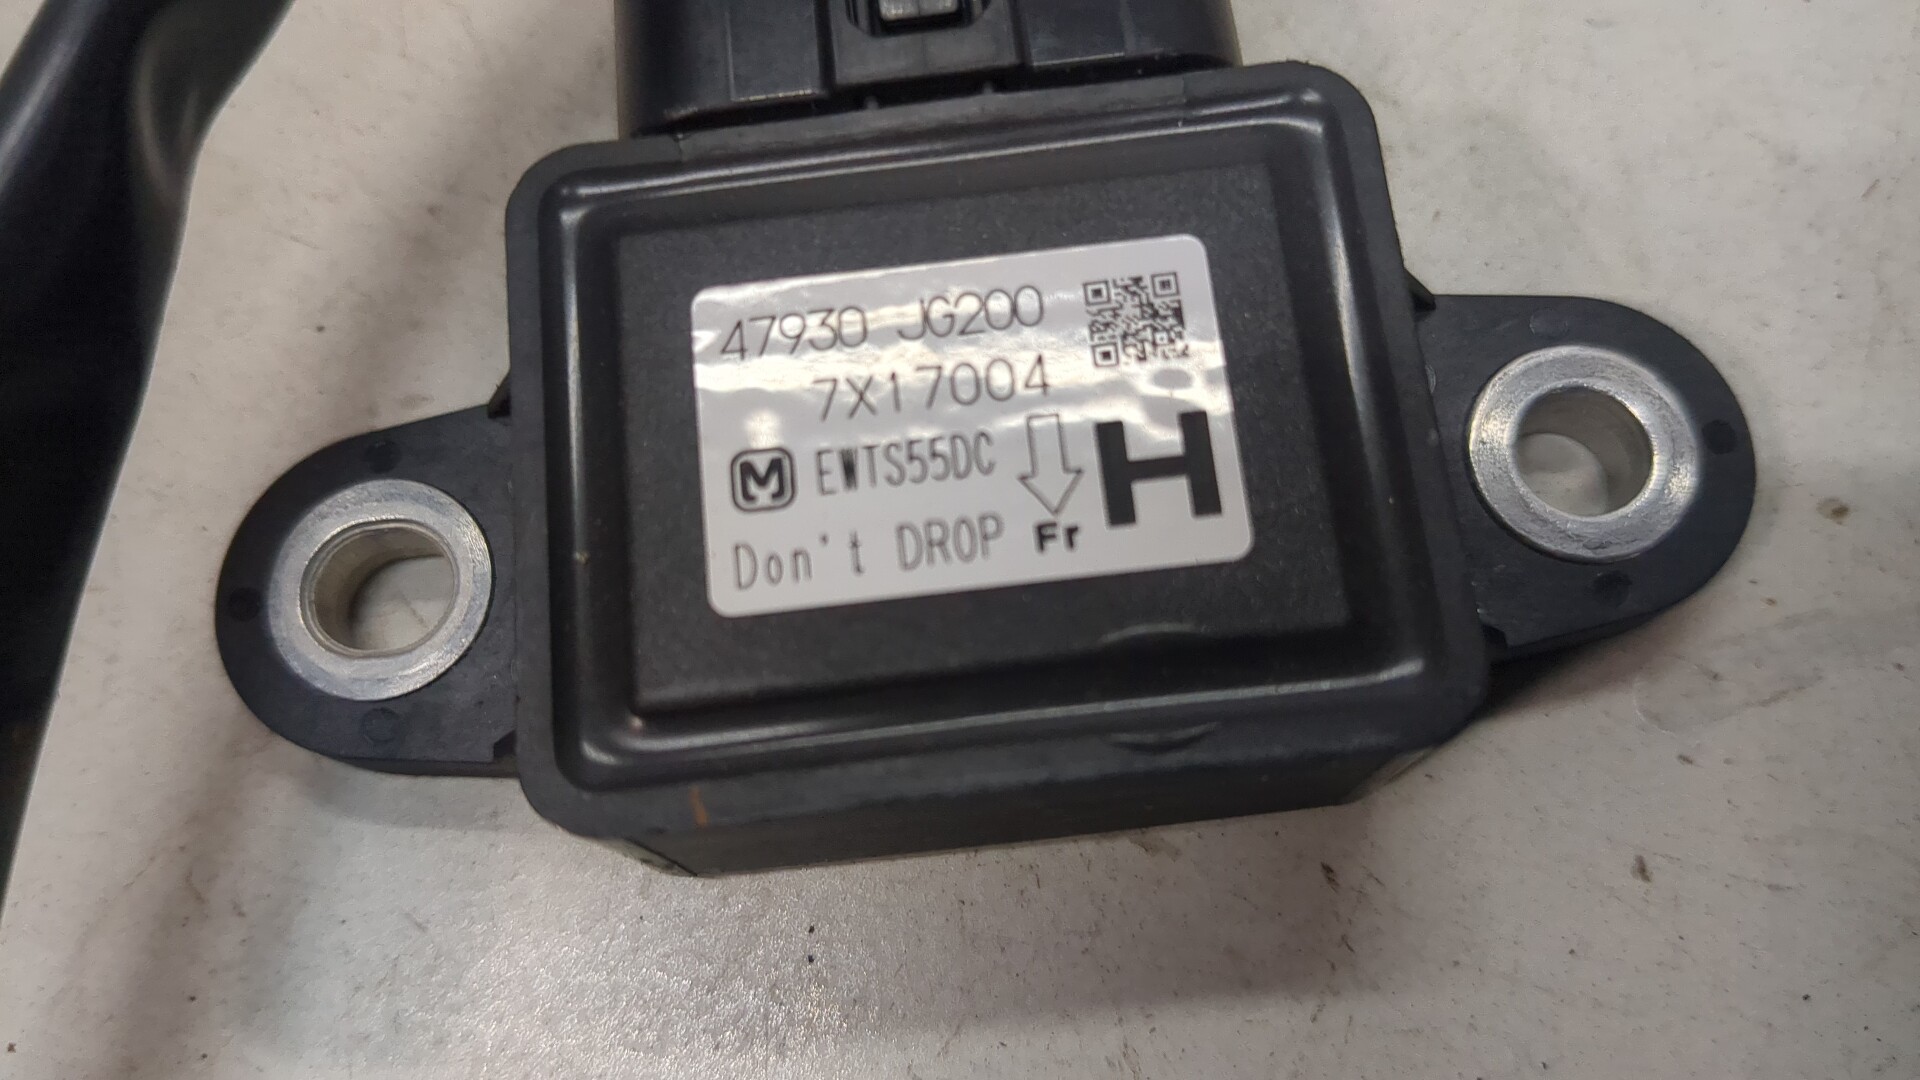 47930 JG200
7X17004
M EWTS55DC
Don't DROP Fr H